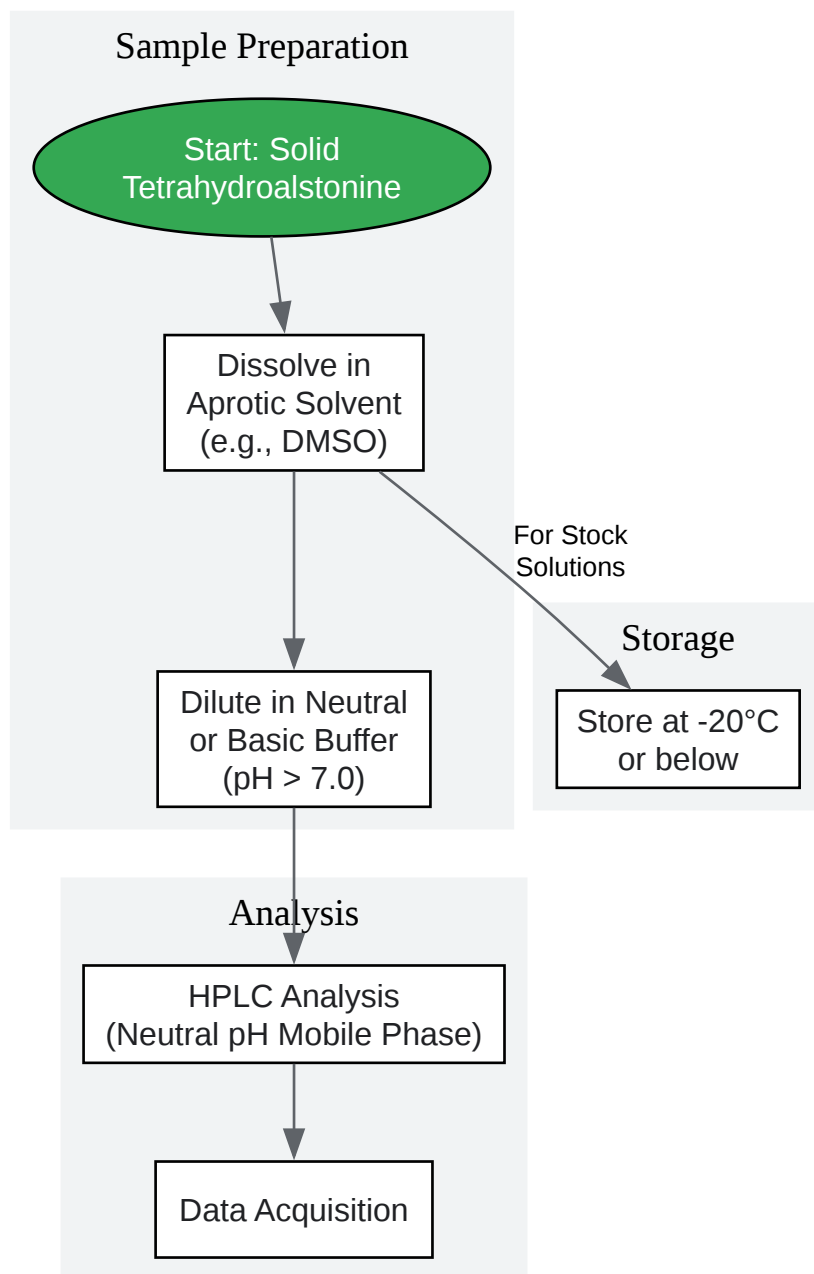 Sample Preparation
Start: Solid
Tetrahydroalstonine
Dissolve in
Aprotic Solvent
(e.g., DMSO)
For Stock
Solutions
Storage
Store at -20°C
or below
Dilute in Neutral
or Basic Buffer
(pH > 7.0)
Analysis
HPLC Analysis
(Neutral pH Mobile Phase)
Data Acquisition